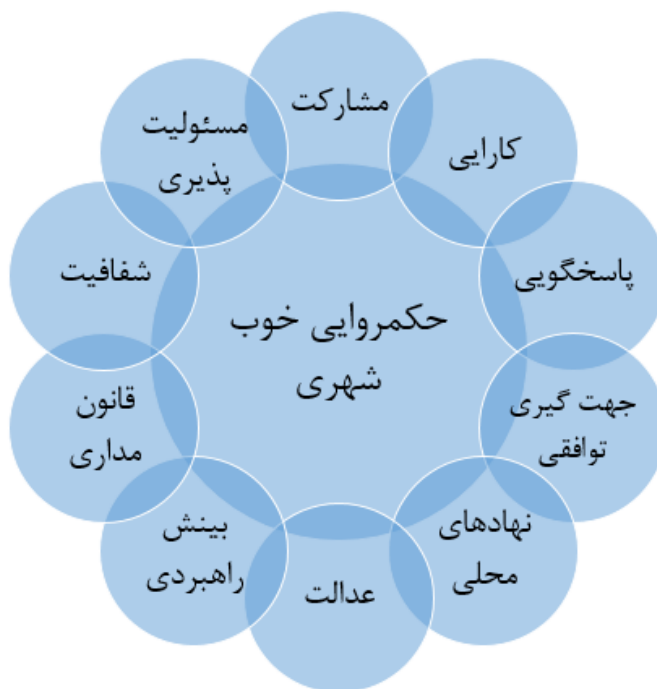 مشارکت
کارایی
پاسخگویی
جهت گیری
توافقی
نهادهای
محلی
عدالت
بینش
راهبردی
قانون
مداری
شفافیت
مسئولیت
پذیری
حکمروایی خوب
شهری